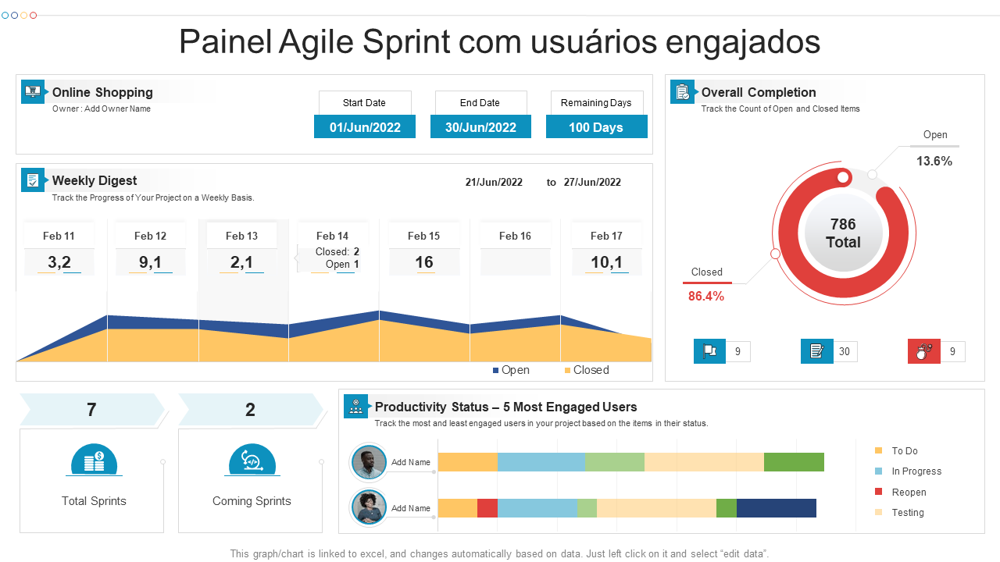 Painel Agile Sprint com usuários engajados
Online Shopping
Owner : Add Owner Name
Start Date
01/Jun/2022
End Date
30/Jun/2022
Remaining Days
100 Days
Overall Completion
Track the Count of Open and Closed Items
Open
13.6%
786
Total
Closed
86.4%
9
30
9
Weekly Digest
Track the Progress of Your Project on a Weekly Basis.
21/Jun/2022 to 27/Jun/2022
Feb 11
3,2
Feb 12
9,1
Feb 13
2,1
Feb 14
Closed: 2
Open 1
Feb 15
16
Feb 16
Feb 17
10,1
Open
Closed
7
Total Sprints
2
Coming Sprints
Productivity Status – 5 Most Engaged Users
Track the most and least engaged users in your project based on the items in their status.
Add Name
Add Name
To Do
In Progress
Reopen
Testing
This graph/chart is linked to excel, and changes automatically based on data. Just left click on it and select “edit data”.